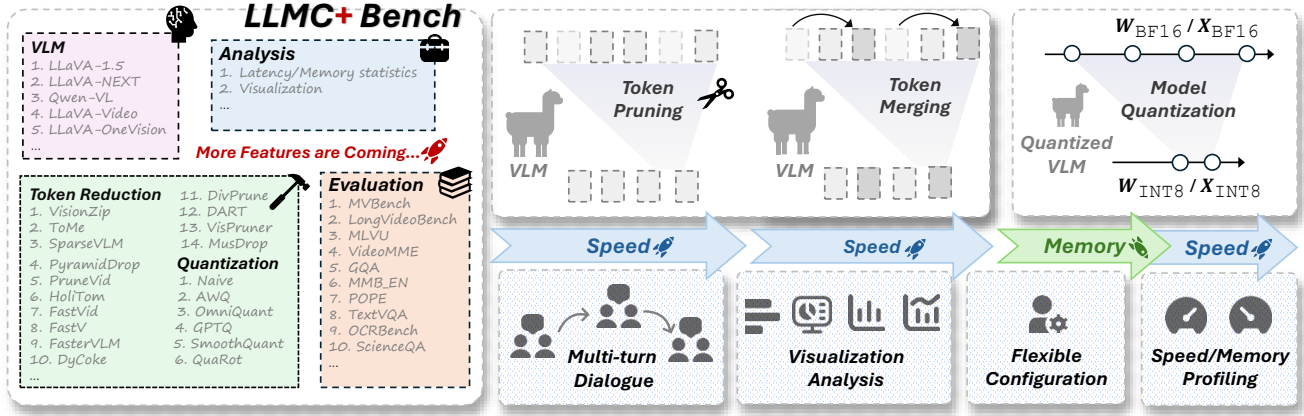 LLMC+ Bench
VLM
1. LLaVA-1.5
2. LLaVA-NEXT
3. Qwen-VL
4. LLaVA-Video
5. LLaVA-OneVision
...
Analysis
1. Latency/Memory statistics
2. Visualization
...
More Features are Coming...
Token Reduction
1. VisionZip
2. ToMe
3. SparseVLM
4. PyramidDrop
5. PruneVid
6. HoliTom
7. FastVid
8. FastV
9. FasterVLM
10. DyCoke
...
11. DivPrune
12. DART
13. VisPruner
14. MusDrop
Quantization
1. Naive
2. AWQ
3. OmniQuant
4. GPTQ
5. SmoothQuant
6. QuaRot
Evaluation
1. MVBench
2. LongVideoBench
3. MLVU
4. VideoMME
5. GQA
6. MMB_EN
7. POPE
8. TextVQA
9. OCRBench
10. ScienceQA
...
Token
Pruning
VLM
Token
Merging
VLM
W_BF16 / X_BF16
Model
Quantization
Quantized
VLM
W_INT8 / X_INT8
Speed
Speed
Memory
Speed
Multi-turn
Dialogue
Visualization
Analysis
Flexible
Configuration
Speed/Memory
Profiling